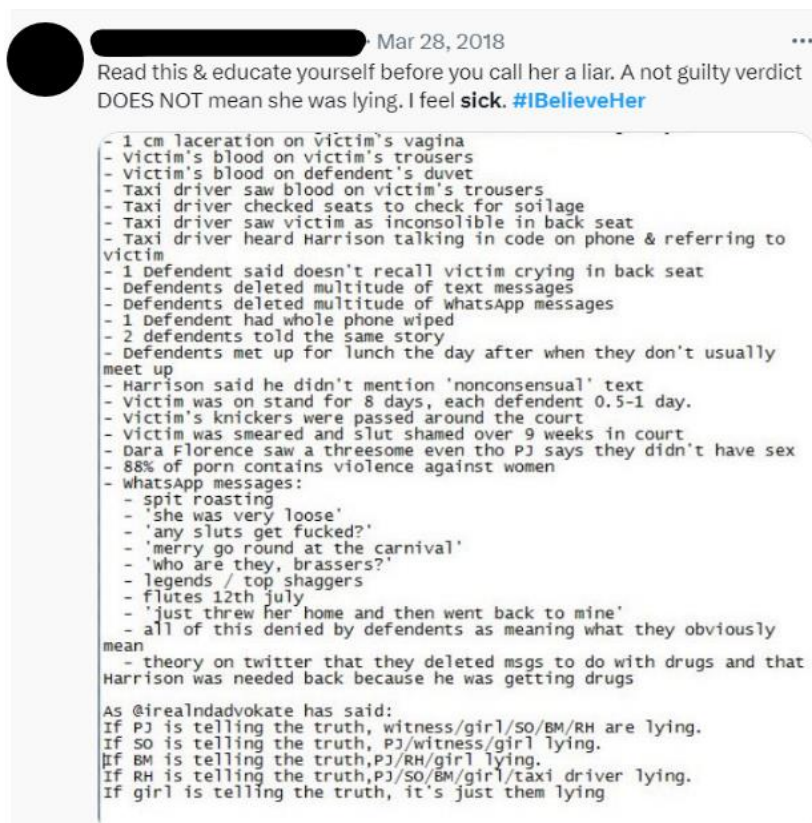 Mar 28, 2018
Read this & educate yourself before you call her a liar. A not guilty verdict
DOES NOT mean she was lying. I feel sick. #IBelieveHer
- 1 cm laceration on victim's vagina
- Victim's blood on victim's trousers
- Victim's blood on defendent's duvet
- Taxi driver saw blood on victim's trousers
- Taxi driver checked seats to check for soilage
- Taxi driver saw victim as inconsolible in back seat
- Taxi driver heard Harrison talking in code on phone & referring to
victim
- 1 Defendent said doesn't recall victim crying in back seat
- Defendents deleted multitude of text messages
- Defendents deleted multitude of WhatsApp messages
- 1 Defendent had whole phone wiped
- 2 defendents told the same story
- Defendents met up for lunch the day after when they don't usually
meet up
- Harrison said he didn't mention 'nonconsensual' text
- Victim was on stand for 8 days, each defendent 0.5-1 day.
- Victim's knickers were passed around the court
- Victim was smeared and slut shamed over 9 weeks in court
- Dara Florence saw a threesome even tho PJ says they didn't have sex
- 88% of porn contains violence against women
- WhatsApp messages:
- spit roasting
- 'she was very loose'
- 'any sluts get fucked?'
- 'merry go round at the carnival'
- 'who are they, brassers?'
- legends / top shaggers
- flutes 12th july
- 'just threw her home and then went back to mine'
- all of this denied by defendents as meaning what they obviously
mean
- theory on twitter that they deleted msgs to do with drugs and that
Harrison was needed back because he was getting drugs
As @irealndadvokate has said:
If PJ is telling the truth, witness/girl/SO/BM/RH are lying.
If SO is telling the truth, PJ/witness/girl lying.
If BM is telling the truth,PJ/RH/girl lying.
If RH is telling the truth,PJ/SO/BM/girl/taxi driver lying.
If girl is telling the truth, it's just them lying